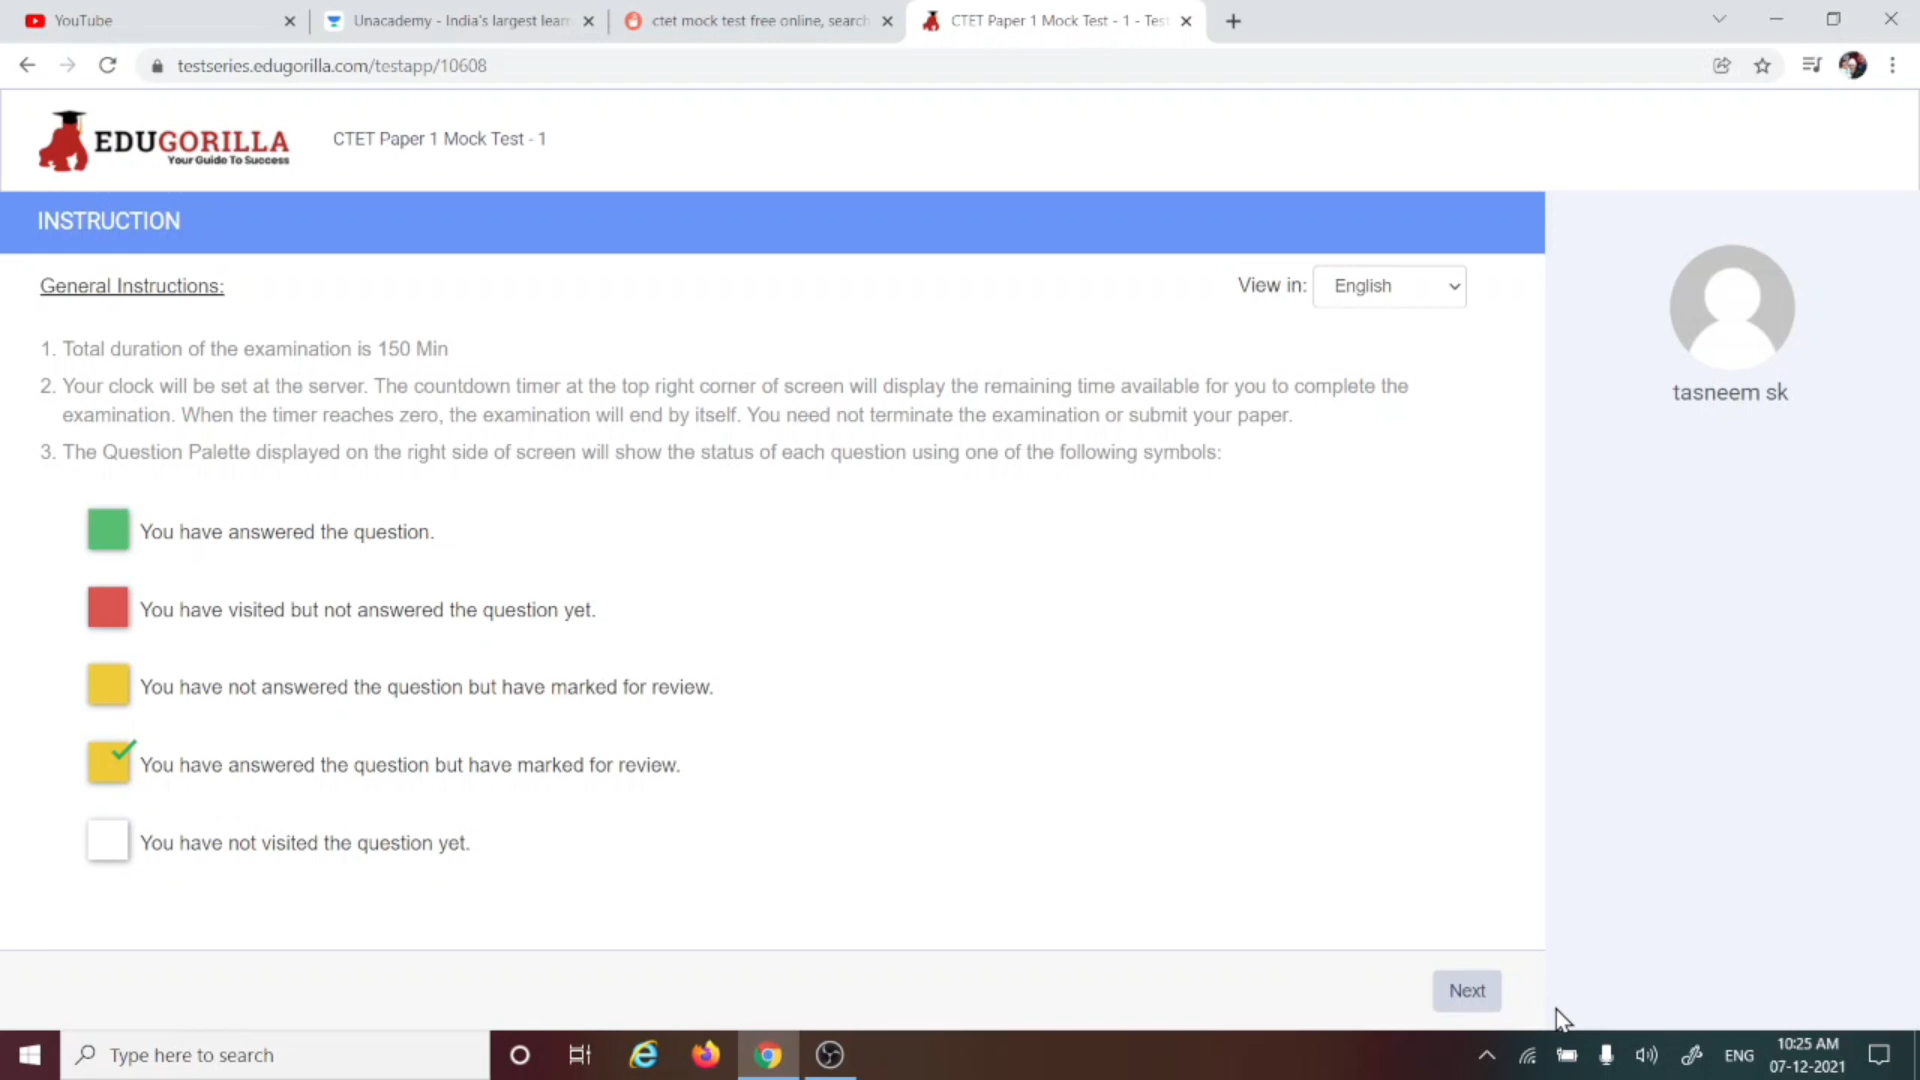 YouTube
Unacademy - India's largest learn
ctet mock test free online, search
CTET Paper 1 Mock Test - 1 - Test
testseries.edugorilla.com/testapp/10608
EDUGORILLA
Your Guide To Success
CTET Paper 1 Mock Test - 1
INSTRUCTION
General Instructions:
View in: English
tasneem sk
1. Total duration of the examination is 150 Min
2. Your clock will be set at the server. The countdown timer at the top right corner of screen will display the remaining time available for you to complete the
examination. When the timer reaches zero, the examination will end by itself. You need not terminate the examination or submit your paper.
3. The Question Palette displayed on the right side of screen will show the status of each question using one of the following symbols:
You have answered the question.
You have visited but not answered the question yet.
You have not answered the question but have marked for review.
You have answered the question but have marked for review.
You have not visited the question yet.
Next
Type here to search
ENG
10:25 AM
07-12-2021